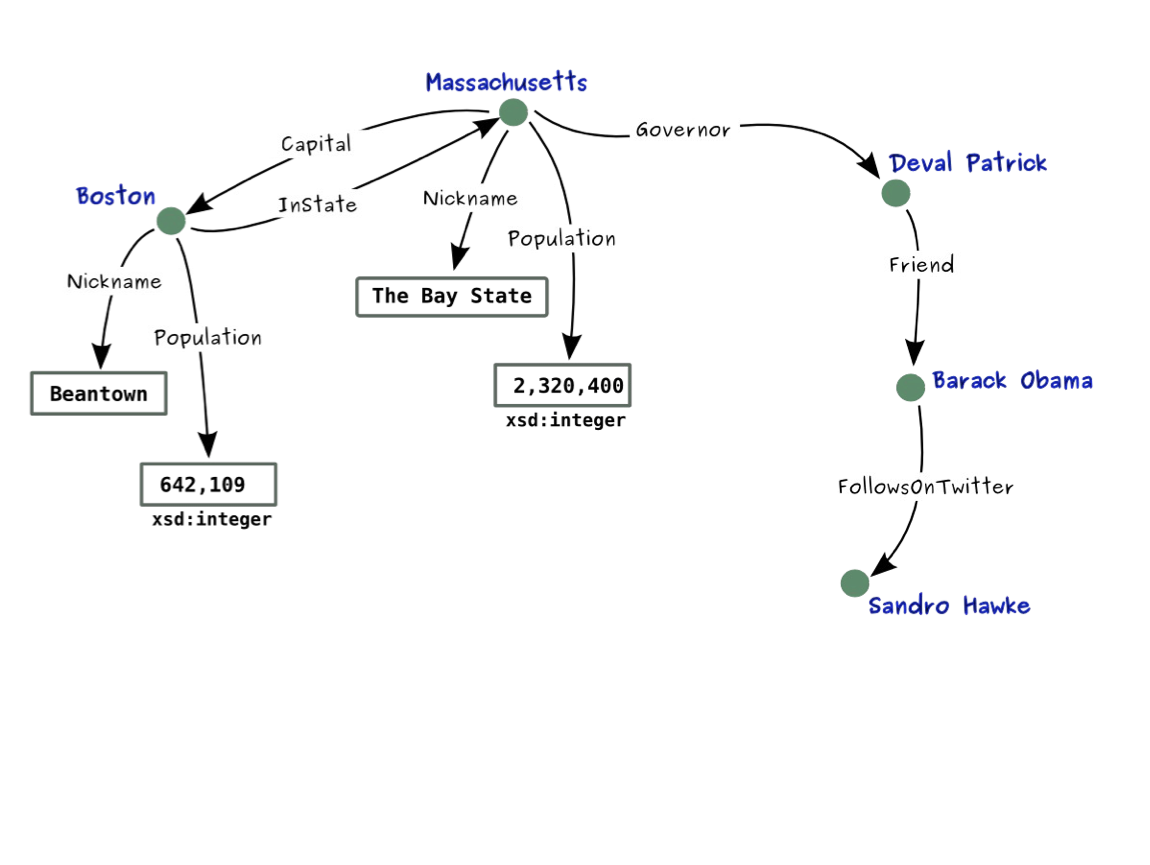 Massachusetts
Governor
Capital
Deval Patrick
Boston
InState
Nickname
Population
Friend
Nickname
The Bay State
Population
2,320,400
xsd:integer
Barack Obama
Beantown
642,109
xsd:integer
FollowsOnTwitter
Sandro Hawke